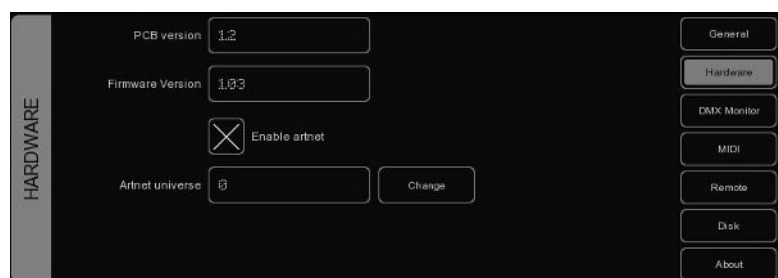 HARDWARE
PCB version 1.2
Firmware Version 1.03
Enable artnet
Artnet universe 0 Change
General
Hardware
DMX Monitor
MIDI
Remote
Disk
About